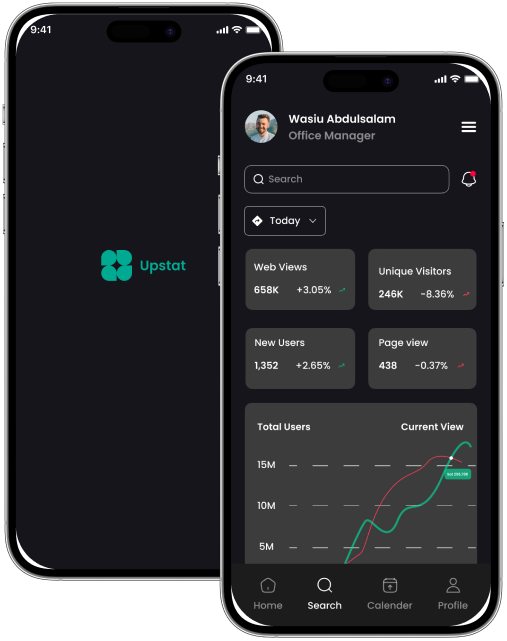 9:41
Upstat
9:41
Wasiu Abdulsalam
Office Manager
Search
Today
Web Views
658K +3.05%
Unique Visitors
246K -8.36%
New Users
1,352 +2.65%
Page view
438 -0.37%
Total Users Current View
15M
10M
5M
Home Search Calender Profile